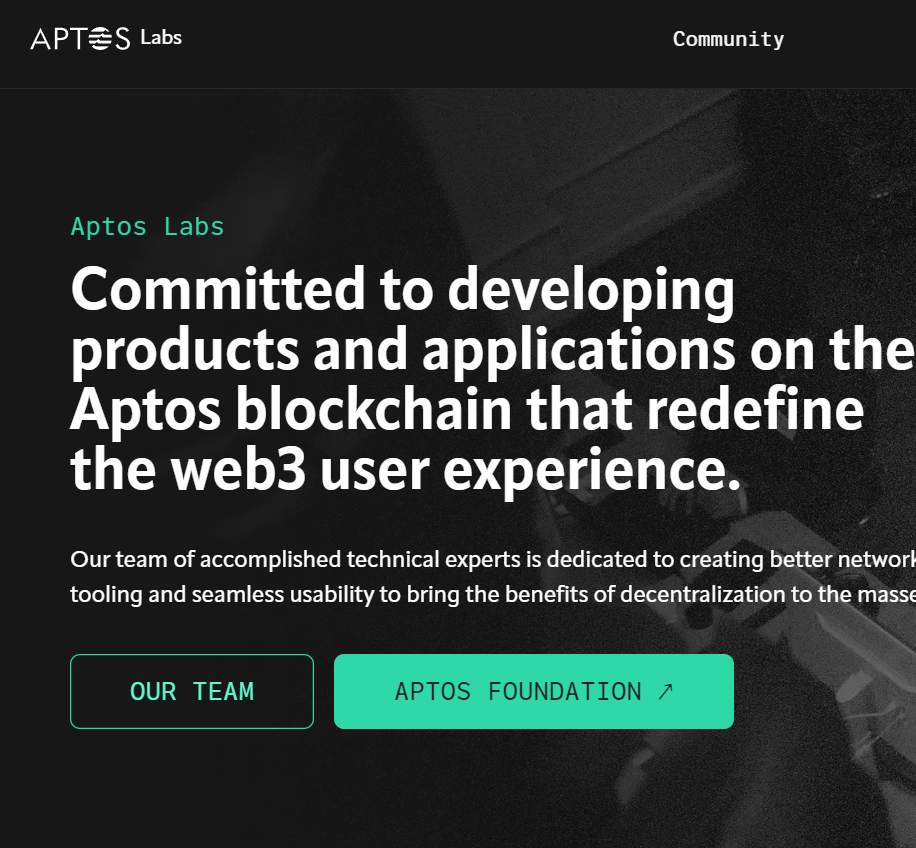 APTOS Labs
Community
Aptos Labs
Committed to developing
products and applications on the
Aptos blockchain that redefine
the web3 user experience.
Our team of accomplished technical experts is dedicated to creating better network
tooling and seamless usability to bring the benefits of decentralization to the masse
OUR TEAM
APTOS FOUNDATION ↗